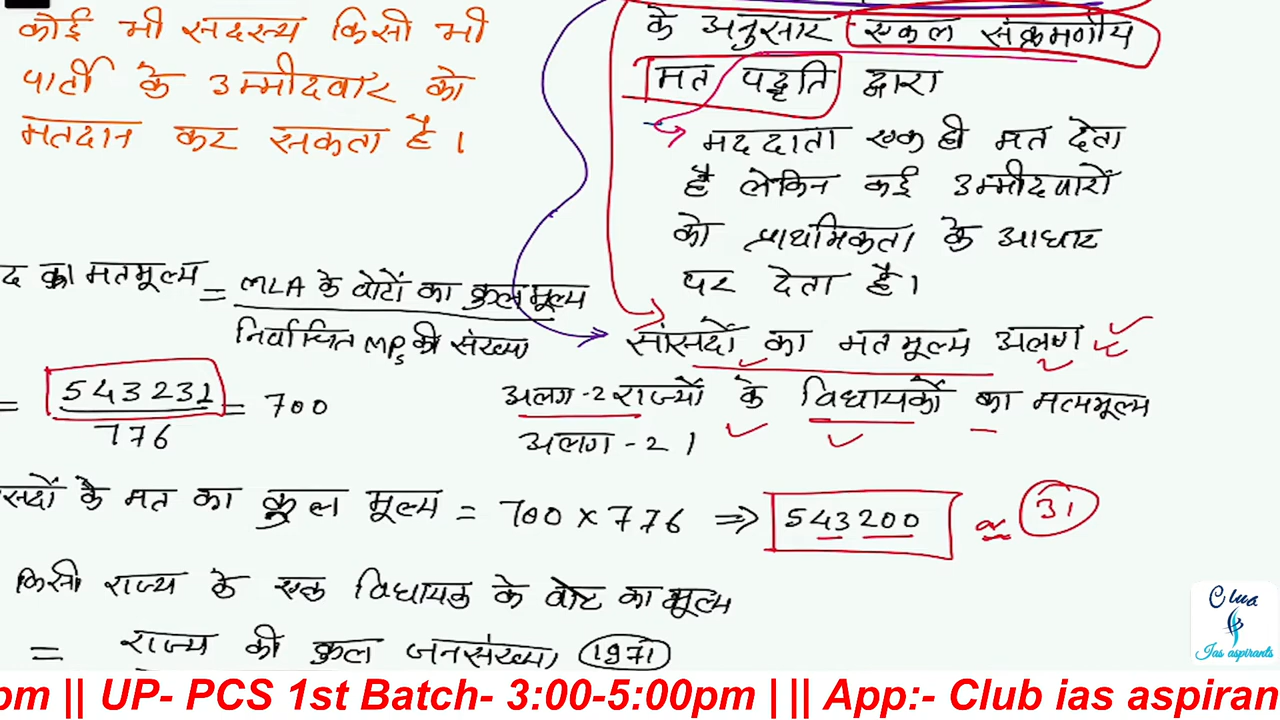 कोई भी सदस्य किसी भी
पार्टी के उम्मीदवार को
मतदान कर सकता है।
के अनुसार एकल संक्रमणीय
मत पद्धति द्वारा
मददाता एक ही मत देता
है लेकिन कई उम्मीदवारों
को प्राथमिकता के आधार
पर देता है।
द का मतमूल्य = MLA के वोटों का कुल मूल्य
निर्वाचित MPs की संख्या
सांसदों का मतमूल्य अलग
= 543231 = 700
776
अलग-2 राज्यों के विधायकों का मतमूल्य
अलग-2।
सदों के मत का कुल मूल्य = 700 × 776 ⇒ 543200 31
किसी राज्य के एक विधायक के वोट का मूल्य
= राज्य की कुल जनसंख्या (1971)
Club
Ias aspirants
pm || UP- PCS 1st Batch- 3:00-5:00pm | || App:- Club ias aspiran